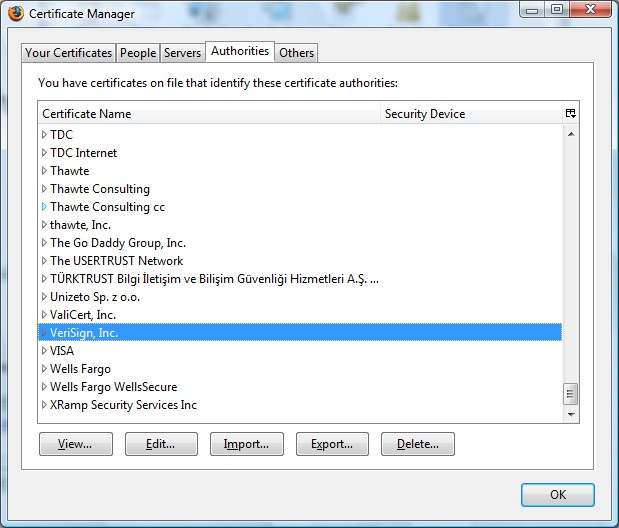 Certificate Manager
Your Certificates People Servers Authorities Others
You have certificates on file that identify these certificate authorities:
Certificate Name Security Device
TDC
TDC Internet
Thawte
Thawte Consulting
Thawte Consulting cc
thawte, Inc.
The Go Daddy Group, Inc.
The USERTRUST Network
TÜRKTRUST Bilgi İletişim ve Bilişim Güvenliği Hizmetleri A.Ş. ...
Unizeto Sp. z o.o.
ValiCert, Inc.
VeriSign, Inc.
VISA
Wells Fargo
Wells Fargo WellsSecure
XRamp Security Services Inc
View... Edit... Import... Export... Delete...
OK